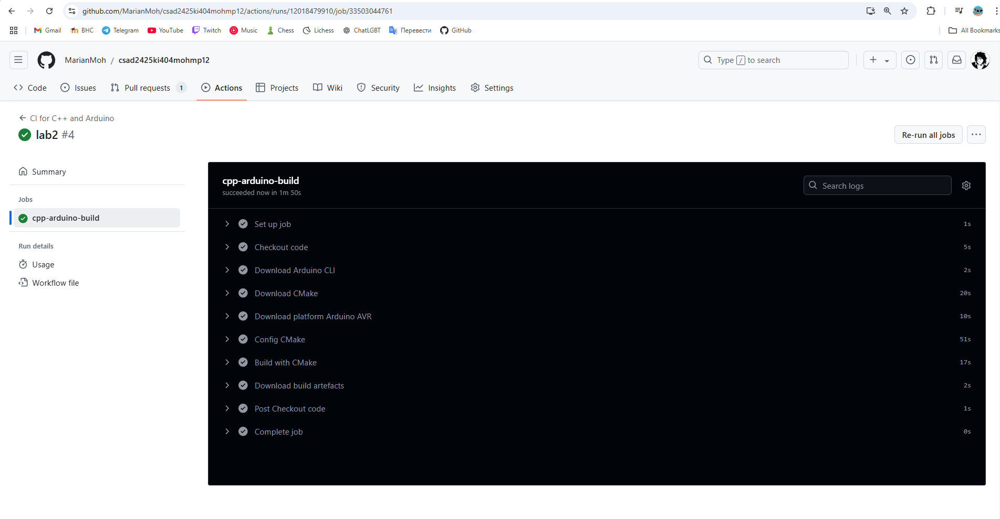 github.com/MarianMoh/csad2425ki404mohmp12/actions/runs/12018479910/job/33503044761
Gmail BHC Telegram YouTube Twitch Music Chess Lichess ChatLGBT Перевести GitHub All Bookmarks
MarianMoh / csad2425ki404mohmp12 Type / to search
Code Issues Pull requests 1 Actions Projects Wiki Security Insights Settings
CI for C++ and Arduino
lab2 #4
Re-run all jobs
Summary
Jobs
cpp-arduino-build
Run details
Usage
Workflow file
cpp-arduino-build
succeeded now in 1m 50s
Search logs
Set up job 1s
Checkout code 5s
Download Arduino CLI 2s
Download CMake 20s
Download platform Arduino AVR 10s
Config CMake 51s
Build with CMake 17s
Download build artefacts 2s
Post Checkout code 1s
Complete job 0s